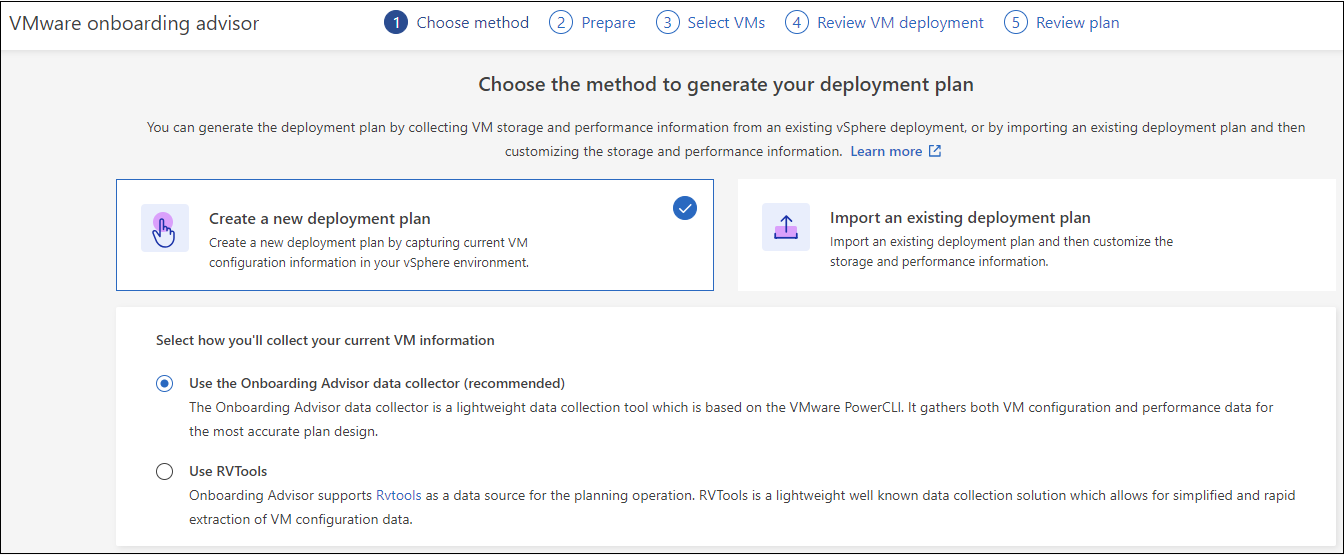 VMware onboarding advisor
1 Choose method 2 Prepare 3 Select VMs 4 Review VM deployment 5 Review plan
Choose the method to generate your deployment plan
You can generate the deployment plan by collecting VM storage and performance information from an existing vSphere deployment, or by importing an existing deployment plan and then
customizing the storage and performance information. Learn more
Create a new deployment plan
Create a new deployment plan by capturing current VM
configuration information in your vSphere environment.
Import an existing deployment plan
Import an existing deployment plan and then customize the
storage and performance information.
Select how you'll collect your current VM information
Use the Onboarding Advisor data collector (recommended)
The Onboarding Advisor data collector is a lightweight data collection tool which is based on the VMware PowerCLI. It gathers both VM configuration and performance data for
the most accurate plan design.
Use RVTools
Onboarding Advisor supports Rvtools as a data source for the planning operation. RVTools is a lightweight well known data collection solution which allows for simplified and rapid
extraction of VM configuration data.